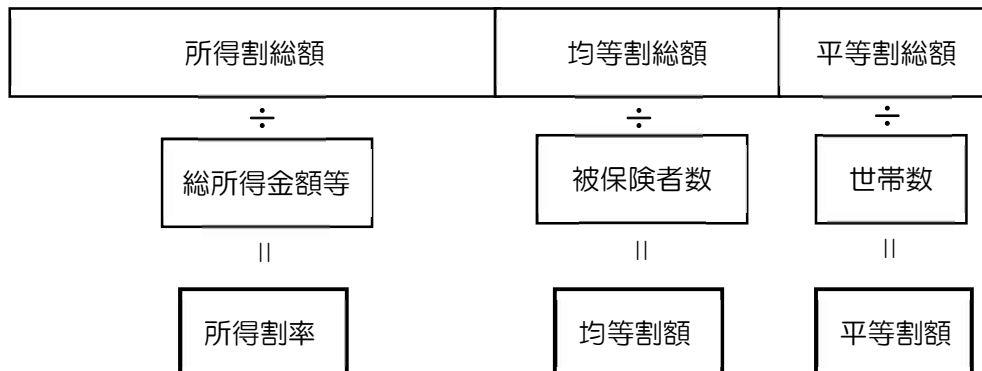 所得割総額 均等割総額 平等割総額
÷ ÷ ÷
総所得金額等 被保険者数 世帯数
＝ ＝ ＝
所得割率 均等割額 平等割額